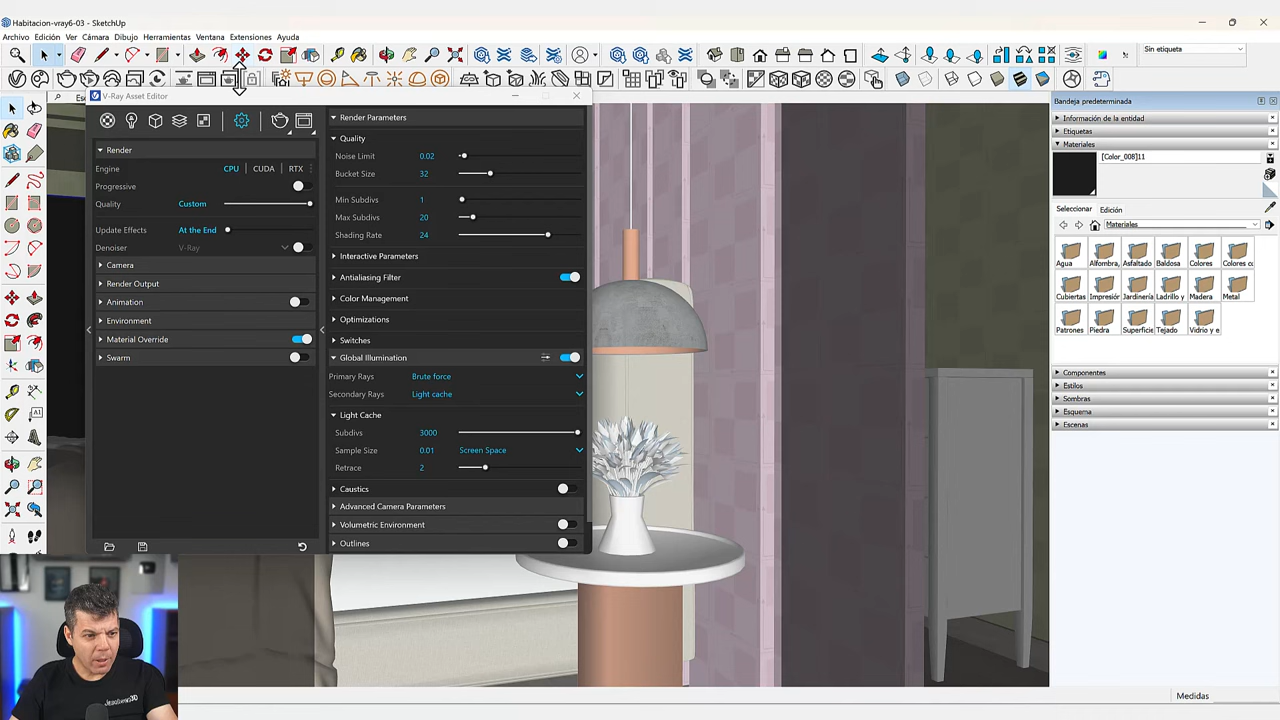 Habitacion-vray6-03 - SketchUp
Archivo Edición Ver Cámara Dibujo Herramientas Ventana Extensiones Ayuda
Sin etiqueta
V-Ray Asset Editor
Render
Engine CPU CUDA RTX
Progressive
Quality Custom
Update Effects At the End
Denoiser V-Ray
Camera
Render Output
Animation
Environment
Material Override
Swarm
Render Parameters
Quality
Noise Limit 0.02
Bucket Size 32
Min Subdivs 1
Max Subdivs 20
Shading Rate 24
Interactive Parameters
Antialiasing Filter
Color Management
Optimizations
Switches
Global Illumination
Primary Rays Brute force
Secondary Rays Light cache
Light Cache
Subdivs 3000
Sample Size 0.01 Screen Space
Retrace 2
Caustics
Advanced Camera Parameters
Volumetric Environment
Outlines
Bandeja predeterminada
Información de la entidad
Etiquetas
Materiales
[Color_008]11
Seleccionar Edición
Materiales
Agua Alfombra, Asfaltado Baldosa Colores Colores cc
Cubiertas Impresiór Jardinería Ladrillo y Madera Metal
Patrones Piedra Superficie Tejado Vidrio y e
Componentes
Estilos
Sombras
Esquema
Escenas
Medidas